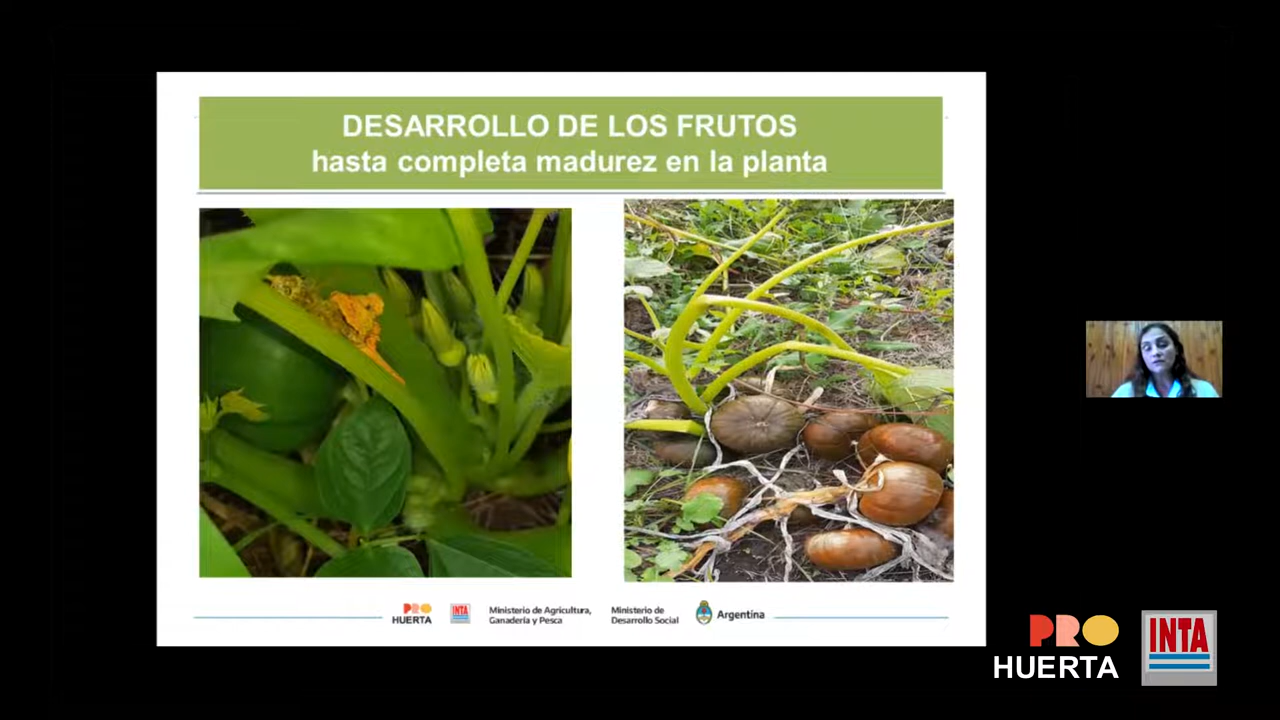 DESARROLLO DE LOS FRUTOS
hasta completa madurez en la planta
PRO
HUERTA
INTA
Ministerio de Agricultura,
Ganadería y Pesca
Ministerio de
Desarrollo Social
Argentina
PRO
HUERTA
INTA